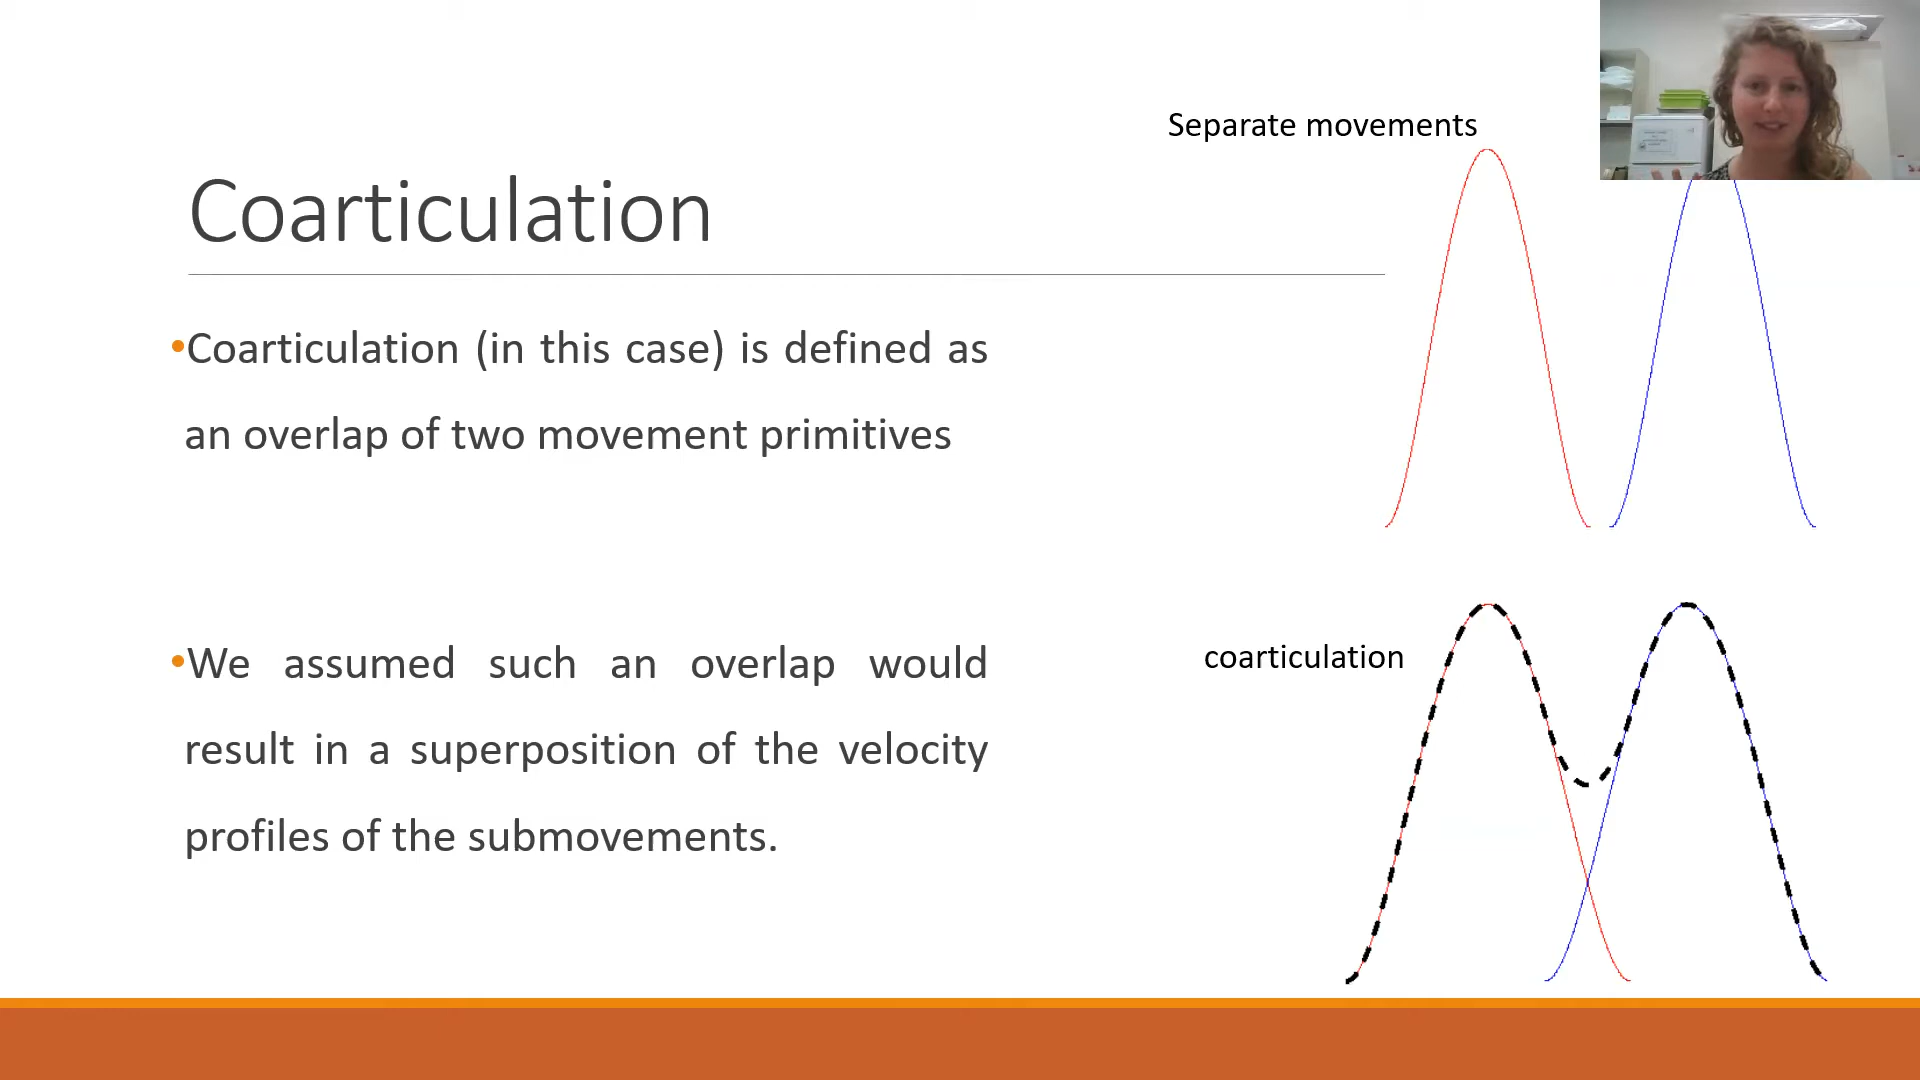 Separate movements
Coarticulation
•Coarticulation (in this case) is defined as
an overlap of two movement primitives
•We assumed such an overlap would
result in a superposition of the velocity
profiles of the submovements.
coarticulation